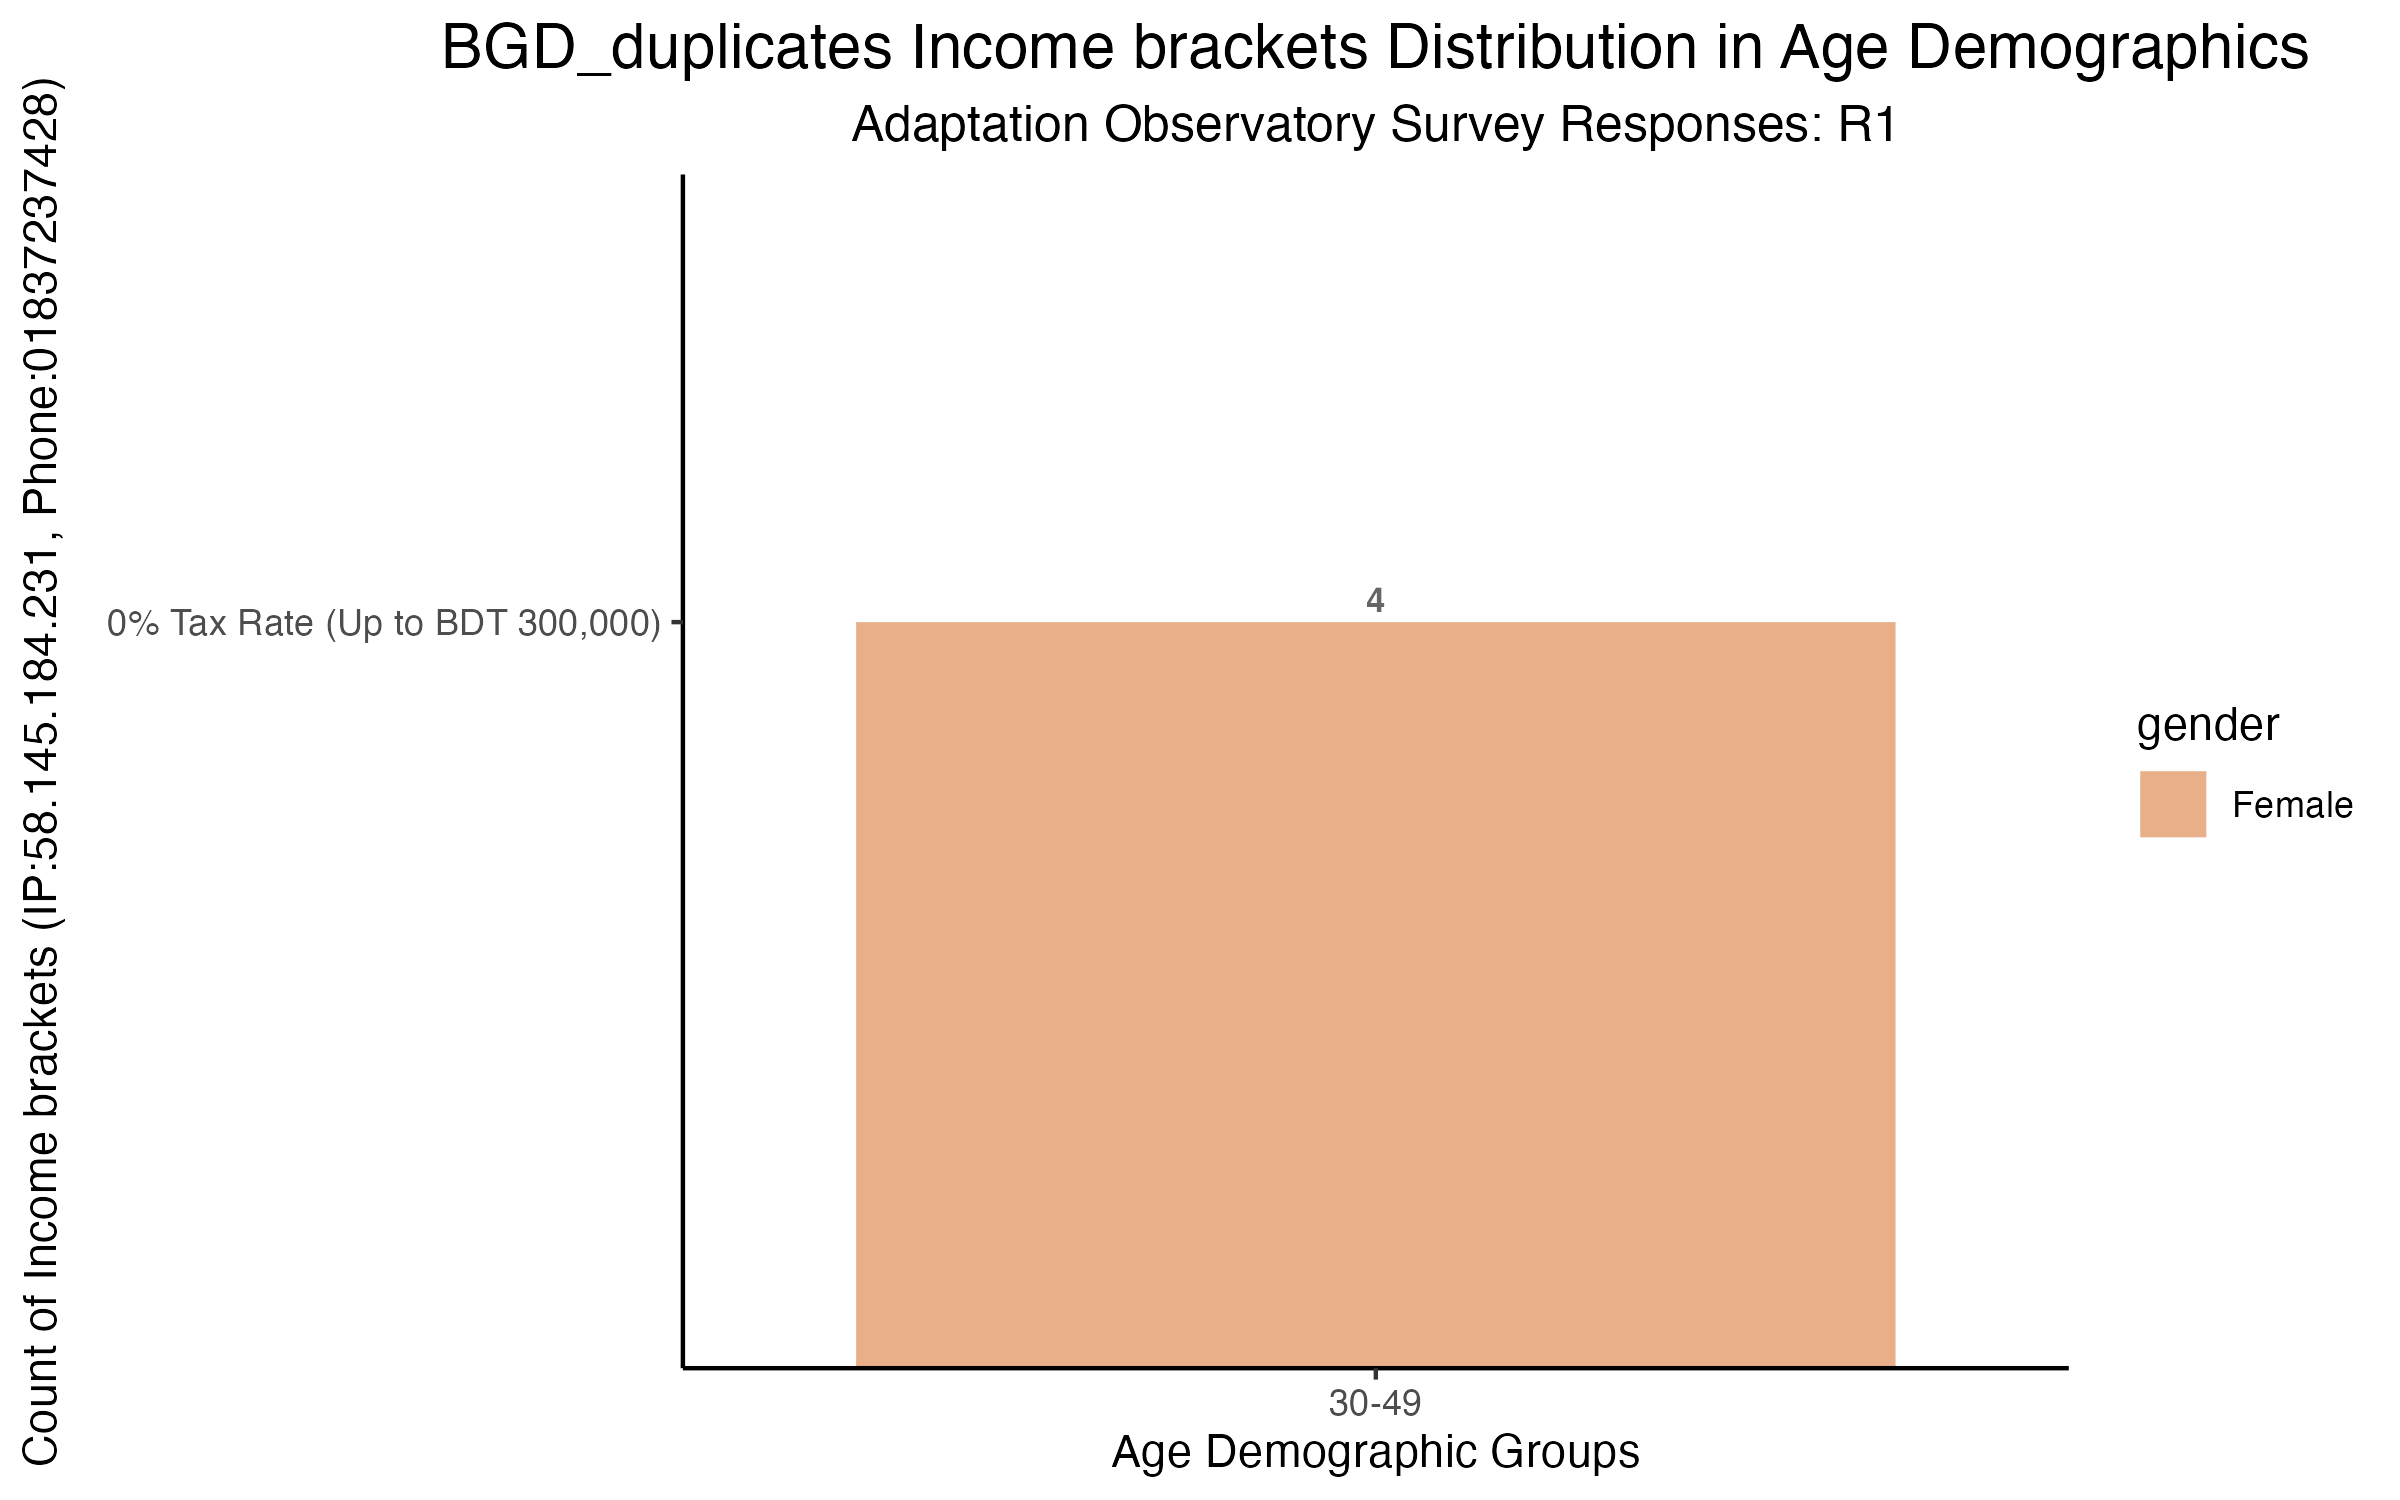 BGD_duplicates Income brackets Distribution in Age Demographics
Adaptation Observatory Survey Responses: R1
Count of Income brackets (IP:58.145.184.231, Phone:01837237428)
0% Tax Rate (Up to BDT 300,000)
4
30-49
Age Demographic Groups
gender
Female